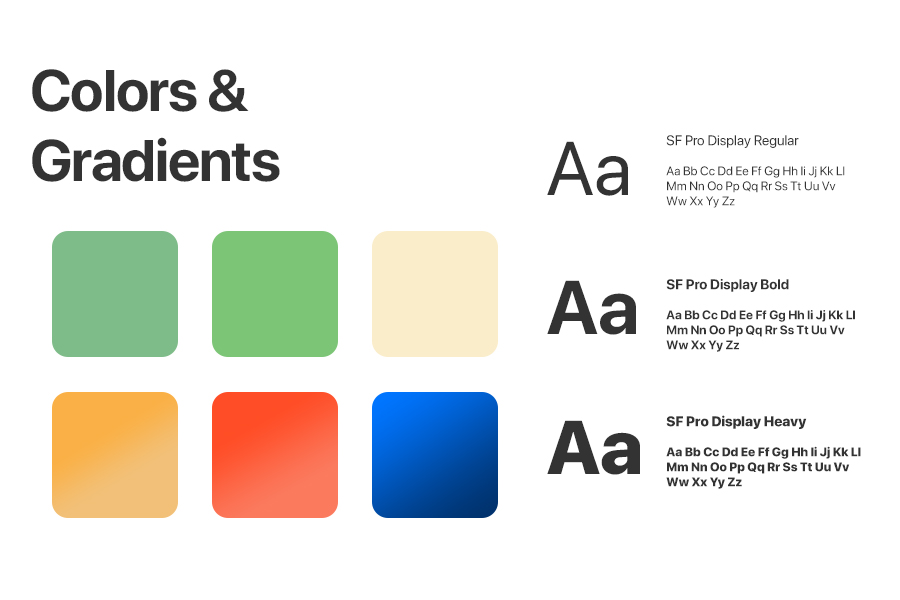 Colors &
Gradients
Aa
SF Pro Display Regular
Aa Bb Cc Dd Ee Ff Gg Hh Ii Jj Kk Ll
Mm Nn Oo Pp Qq Rr Ss Tt Uu Vv
Ww Xx Yy Zz
Aa
SF Pro Display Bold
Aa Bb Cc Dd Ee Ff Gg Hh Ii Jj Kk Ll
Mm Nn Oo Pp Qq Rr Ss Tt Uu Vv
Ww Xx Yy Zz
Aa
SF Pro Display Heavy
Aa Bb Cc Dd Ee Ff Gg Hh Ii Jj Kk Ll
Mm Nn Oo Pp Qq Rr Ss Tt Uu Vv
Ww Xx Yy Zz